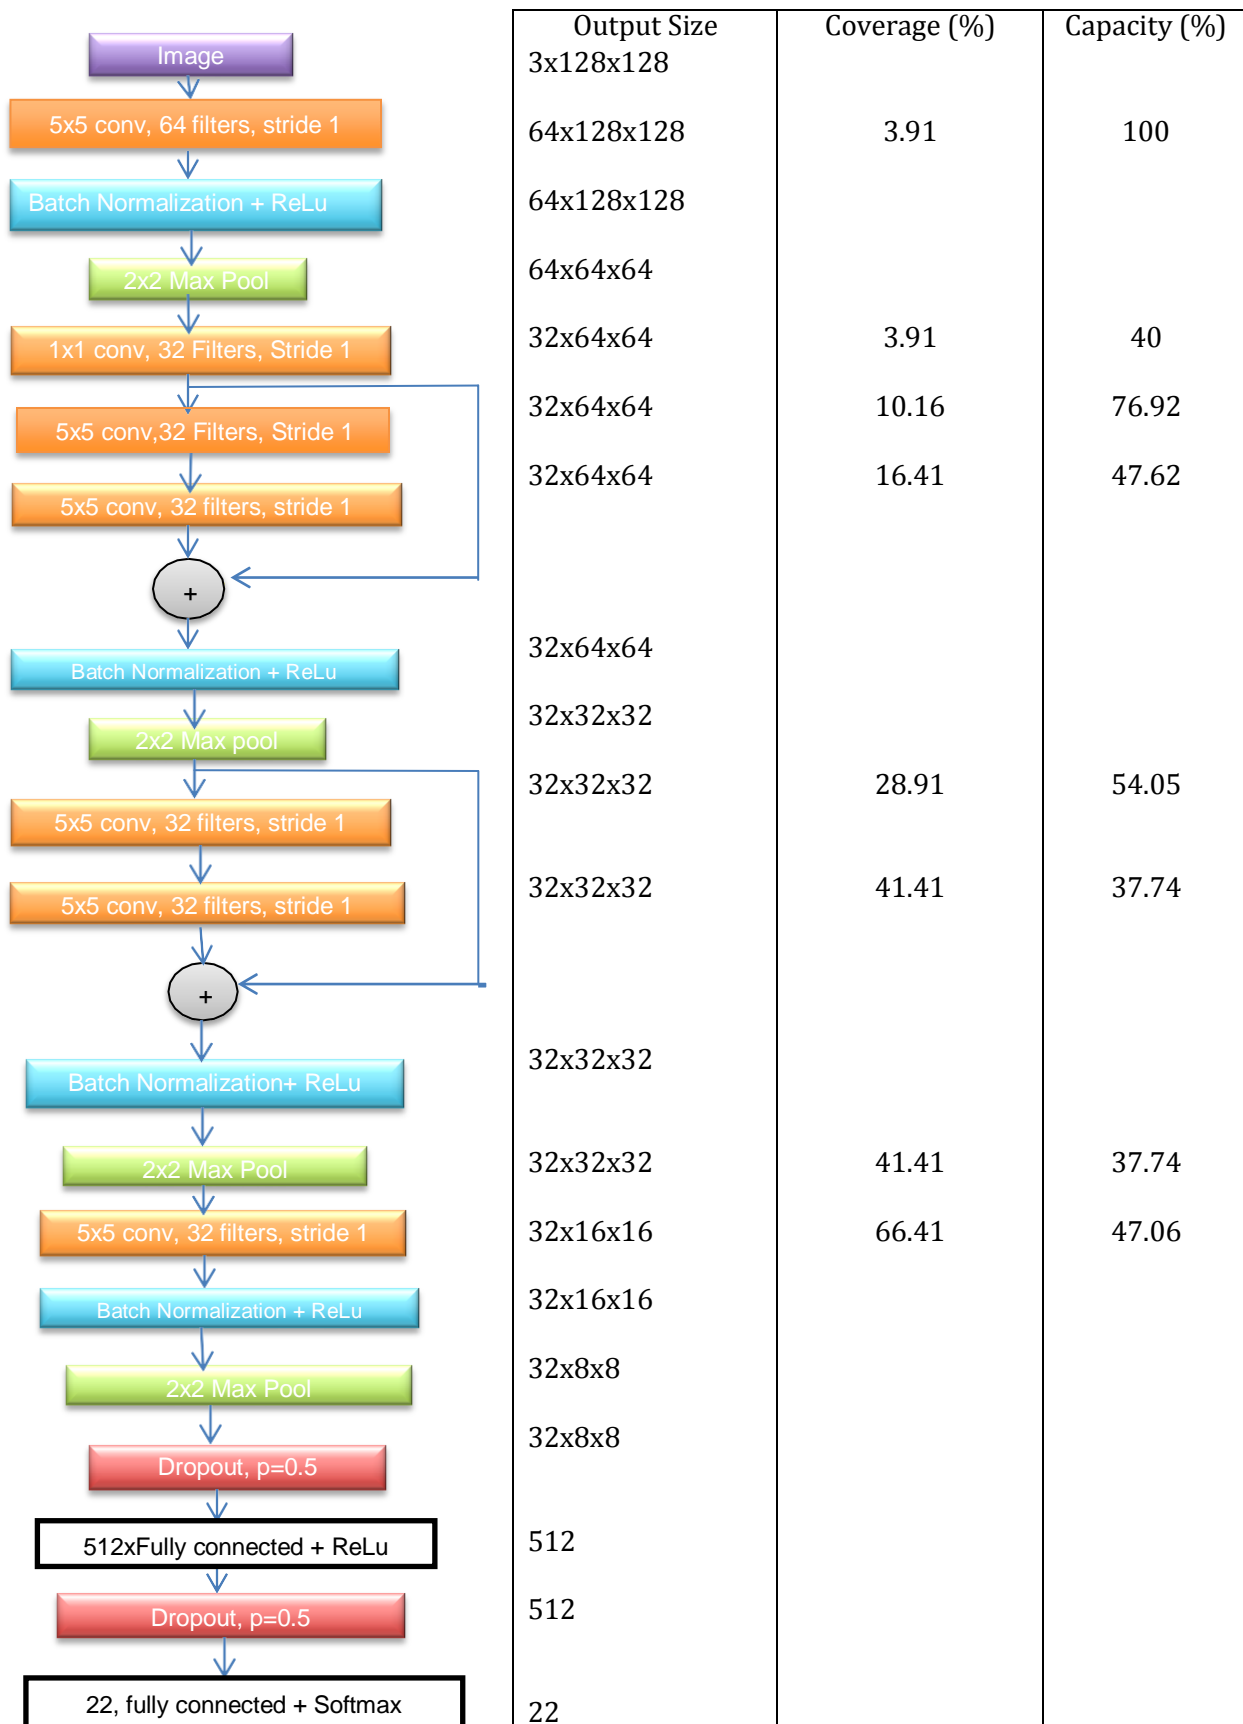 Output Size Coverage (%) Capacity (%)
Image 3x128x128
5x5 conv, 64 filters, stride 1 64x128x128 3.91 100
Batch Normalization + ReLu 64x128x128
2x2 Max Pool 64x64x64
1x1 conv, 32 Filters, Stride 1 32x64x64 3.91 40
5x5 conv,32 Filters, Stride 1 32x64x64 10.16 76.92
5x5 conv, 32 filters, stride 1 32x64x64 16.41 47.62
+
Batch Normalization + ReLu 32x64x64
2x2 Max pool 32x32x32
5x5 conv, 32 filters, stride 1 32x32x32 28.91 54.05
5x5 conv, 32 filters, stride 1 32x32x32 41.41 37.74
+
Batch Normalization+ ReLu 32x32x32
2x2 Max Pool 32x32x32 41.41 37.74
5x5 conv, 32 filters, stride 1 32x16x16 66.41 47.06
Batch Normalization + ReLu 32x16x16
2x2 Max Pool 32x8x8
Dropout, p=0.5 32x8x8
512xFully connected + ReLu 512
Dropout, p=0.5 512
22, fully connected + Softmax 22